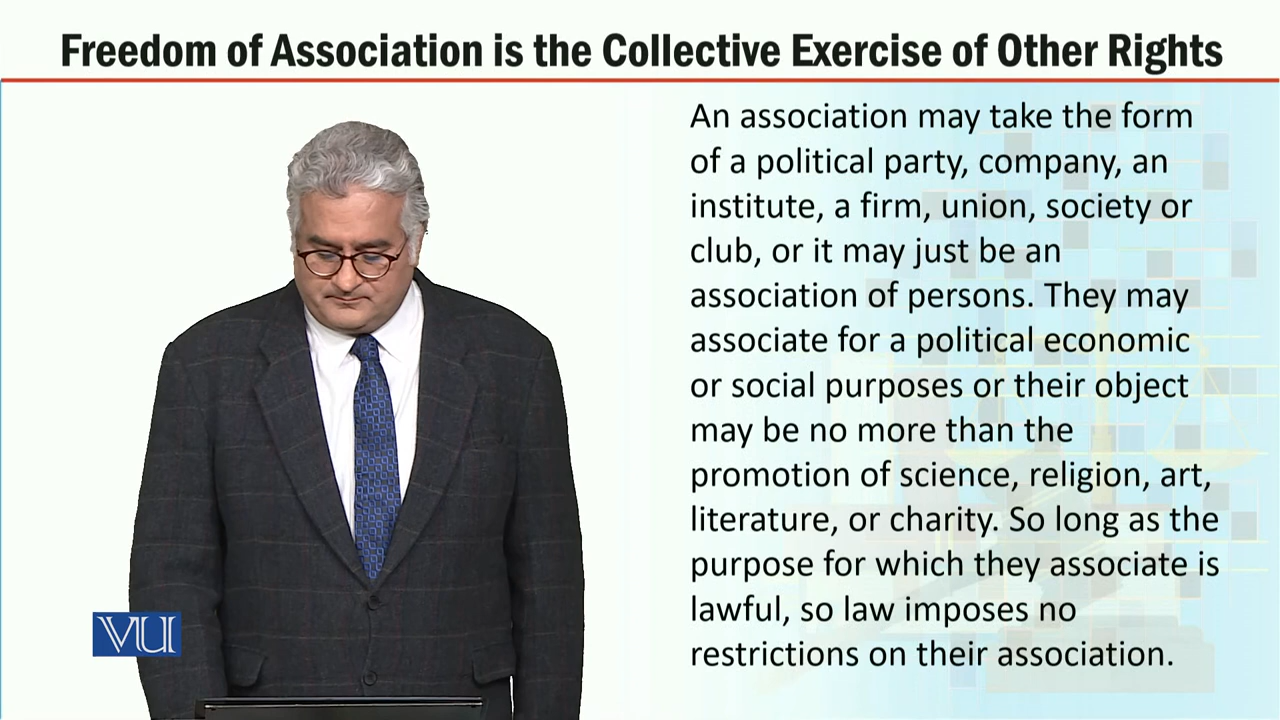 Freedom of Association is the Collective Exercise of Other Rights
An association may take the form
of a political party, company, an
institute, a firm, union, society or
club, or it may just be an
association of persons. They may
associate for a political economic
or social purposes or their object
may be no more than the
promotion of science, religion, art,
literature, or charity. So long as the
purpose for which they associate is
lawful, so law imposes no
restrictions on their association.
VU